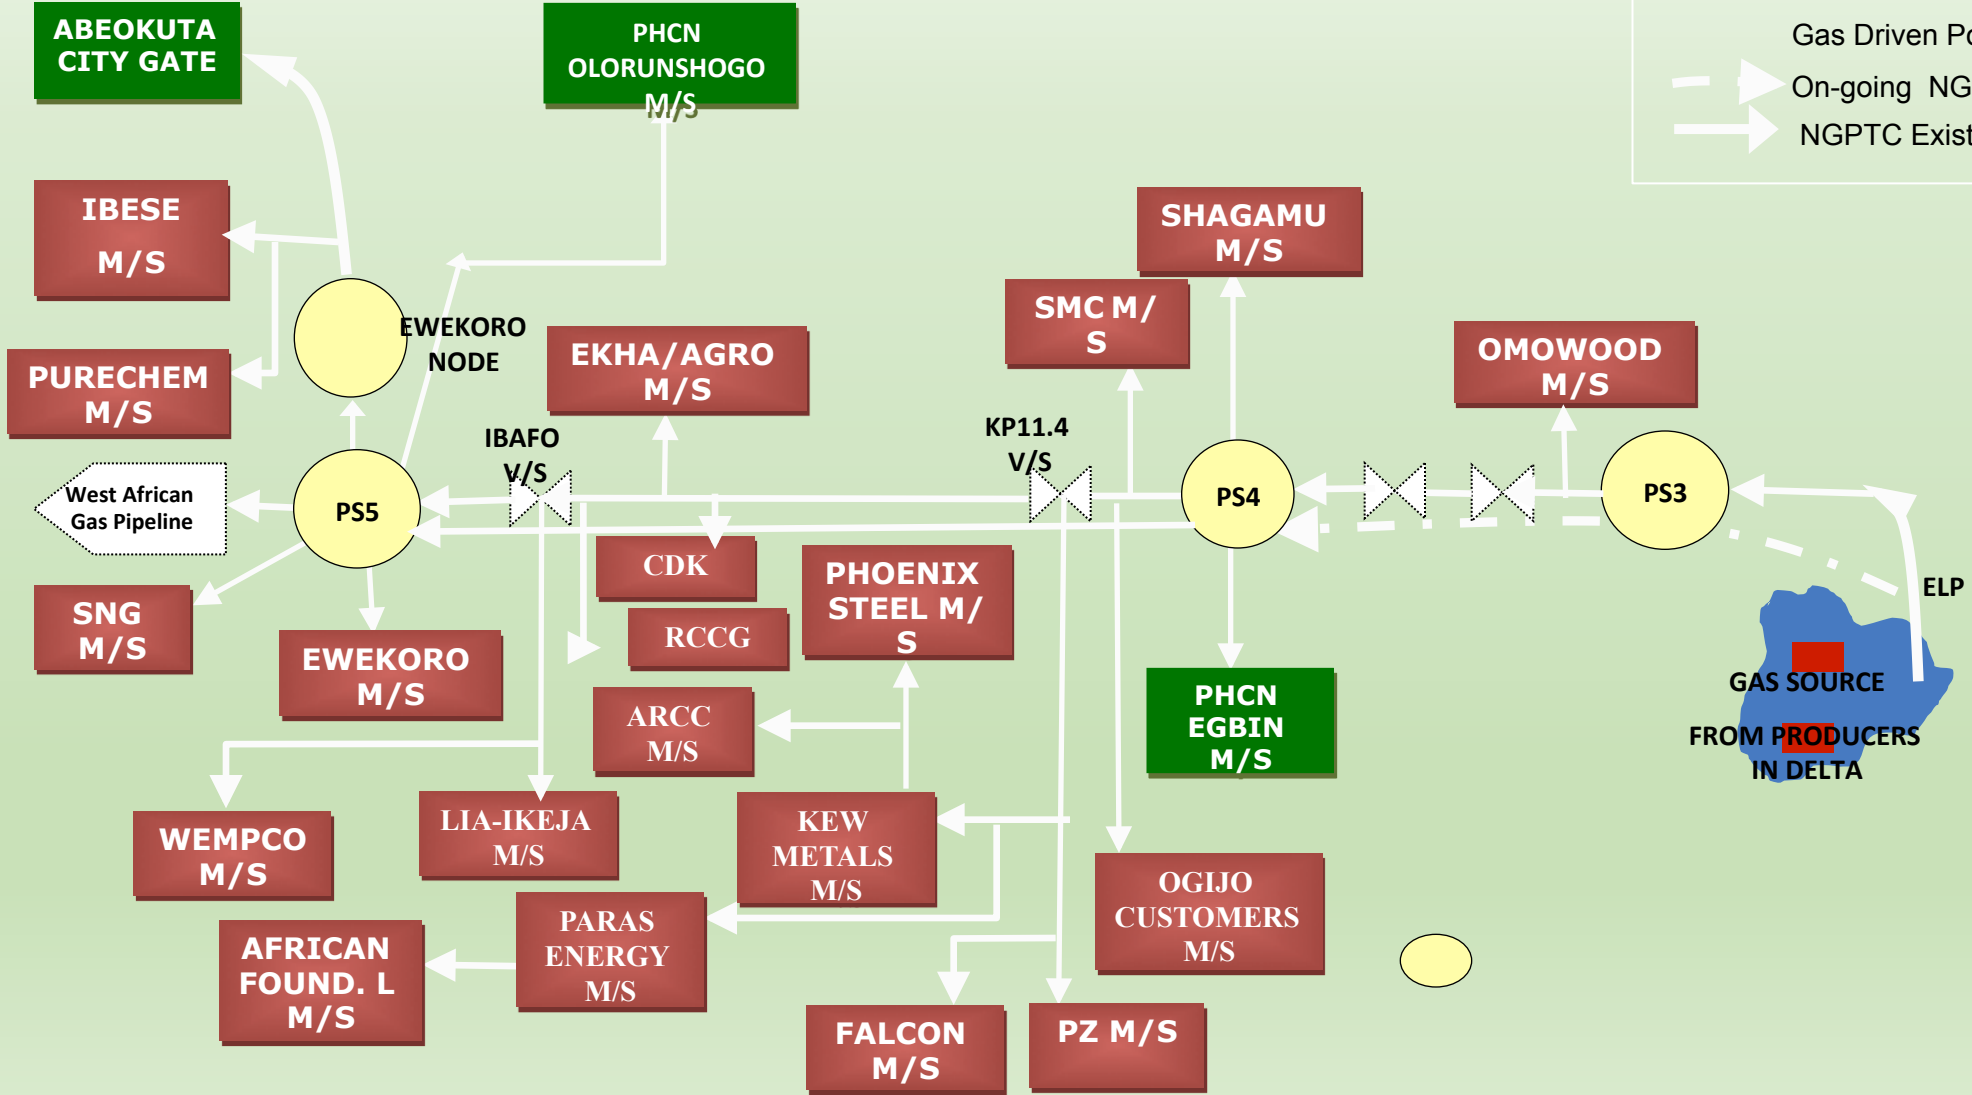 ABEOKUTA
CITY GATE
PHCN
OLORUNSHOGO
M/S
Gas Driven
On-going NG
NGPTC
IBESE
M/S
SHAGAMU
M/S
SMC M/
S
EWEKORO
NODE
EKHA/AGRO
M/S
OMOWOOD
M/S
PURECHEM
M/S
IBAFO
V/S
KP11.4
V/S
West African
Gas Pipeline
PS5
PS4
PS3
CDK
PHOENIX
STEEL M/
S
SNG
M/S
RCCG
ELP
EWEKORO
M/S
GAS SOURCE
FROM PRODUCERS
IN DELTA
ARCC
M/S
PHCN
EGBIN
M/S
WEMPCO
M/S
LIA-IKEJA
M/S
KEW
METALS
M/S
OGIJO
CUSTOMERS
M/S
PARAS
ENERGY
M/S
AFRICAN
FOUND. L
M/S
FALCON
M/S
PZ M/S